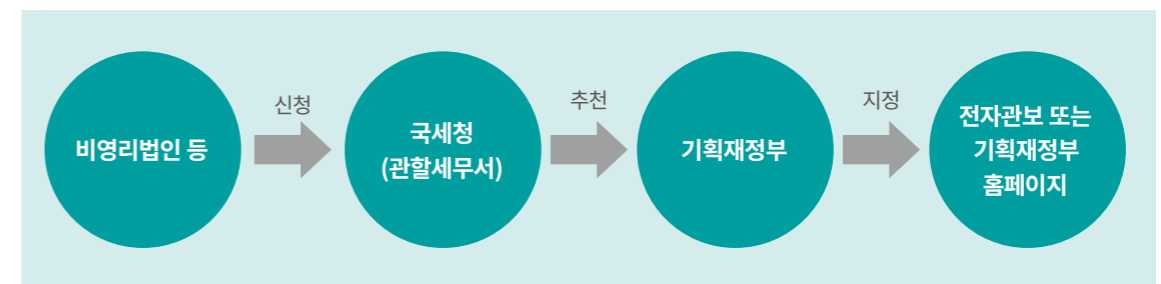 비영리법인 등
신청
국세청
(관할세무서)
추천
기획재정부
지정
전자관보 또는
기획재정부
홈페이지